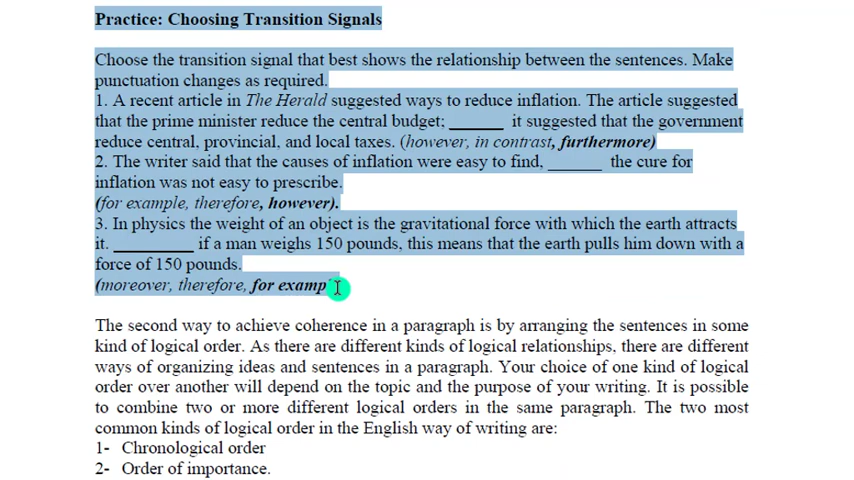 Practice: Choosing Transition Signals
Choose the transition signal that best shows the relationship between the sentences. Make
punctuation changes as required.
1. A recent article in The Herald suggested ways to reduce inflation. The article suggested
that the prime minister reduce the central budget; ______ it suggested that the government
reduce central, provincial, and local taxes. (however, in contrast, furthermore)
2. The writer said that the causes of inflation were easy to find, ______ the cure for
inflation was not easy to prescribe.
(for example, therefore, however).
3. In physics the weight of an object is the gravitational force with which the earth attracts
it. _________ if a man weighs 150 pounds, this means that the earth pulls him down with a
force of 150 pounds.
(moreover, therefore, for examp
The second way to achieve coherence in a paragraph is by arranging the sentences in some
kind of logical order. As there are different kinds of logical relationships, there are different
ways of organizing ideas and sentences in a paragraph. Your choice of one kind of logical
order over another will depend on the topic and the purpose of your writing. It is possible
to combine two or more different logical orders in the same paragraph. The two most
common kinds of logical order in the English way of writing are:
1- Chronological order
2- Order of importance.